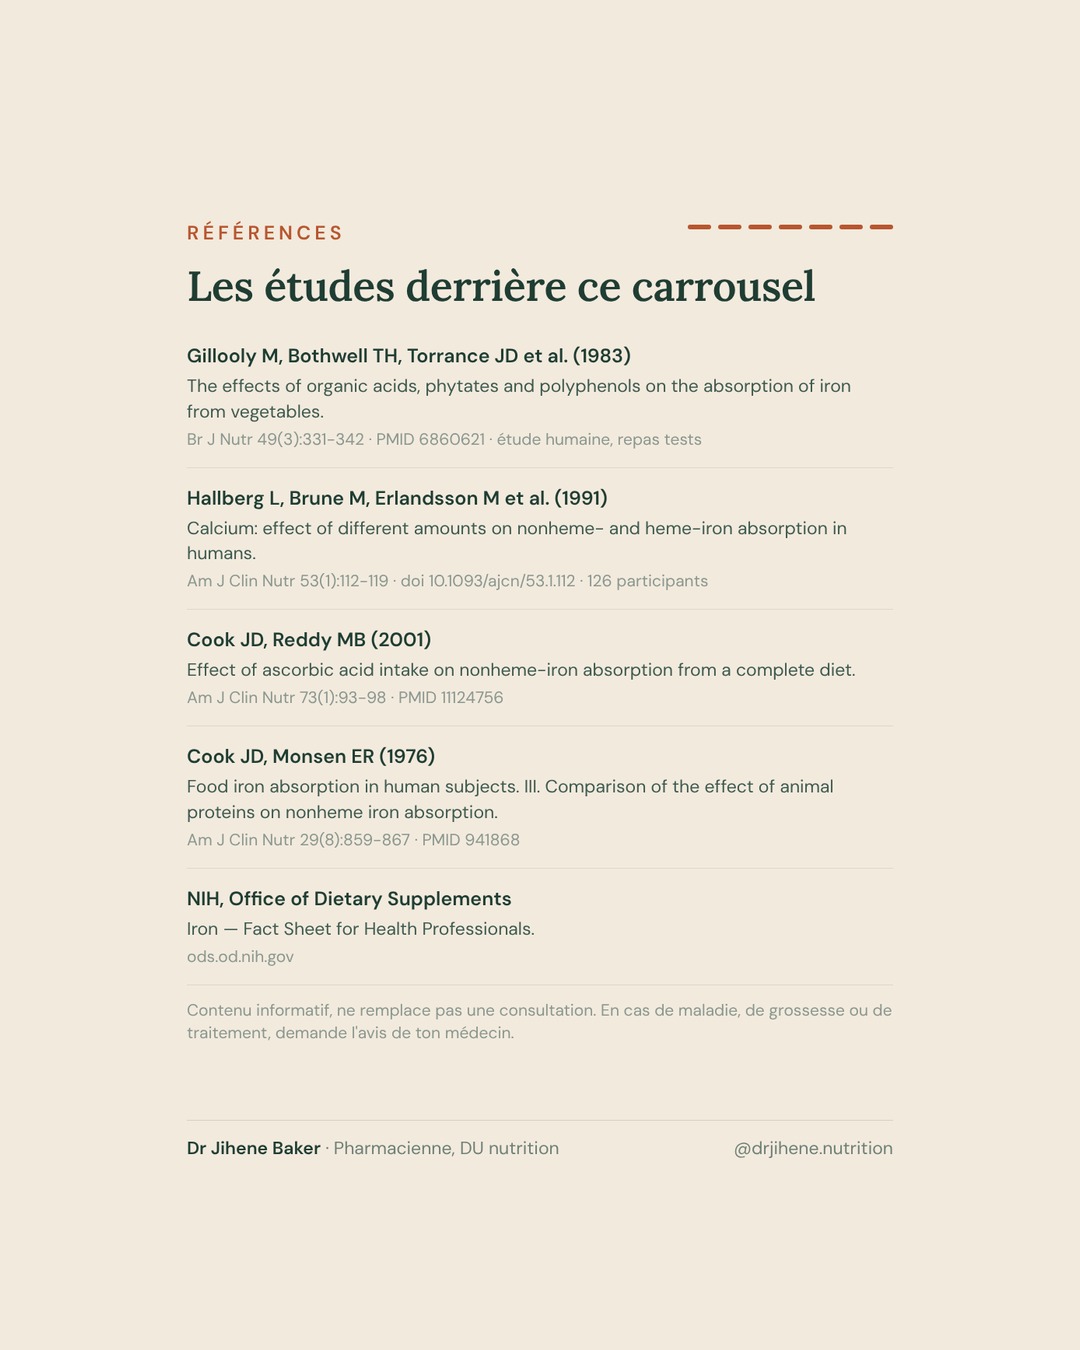 RÉFÉRENCES
Les études derrière ce carrousel
Gillooly M, Bothwell TH, Torrance JD et al. (1983)
The effects of organic acids, phytates and polyphenols on the absorption of iron
from vegetables.
Br J Nutr 49(3):331-342 · PMID 6860621 · étude humaine, repas tests
Hallberg L, Brune M, Erlandsson M et al. (1991)
Calcium: effect of different amounts on nonheme- and heme-iron absorption in
humans.
Am J Clin Nutr 53(1):112-119 · doi 10.1093/ajcn/53.1.112 · 126 participants
Cook JD, Reddy MB (2001)
Effect of ascorbic acid intake on nonheme-iron absorption from a complete diet.
Am J Clin Nutr 73(1):93-98 · PMID 11124756
Cook JD, Monsen ER (1976)
Food iron absorption in human subjects. III. Comparison of the effect of animal
proteins on nonheme iron absorption.
Am J Clin Nutr 29(8):859-867 · PMID 941868
NIH, Office of Dietary Supplements
Iron — Fact Sheet for Health Professionals.
ods.od.nih.gov
Contenu informatif, ne remplace pas une consultation. En cas de maladie, de grossesse ou de
traitement, demande l'avis de ton médecin.
Dr Jihene Baker · Pharmacienne, DU nutrition @drjihene.nutrition